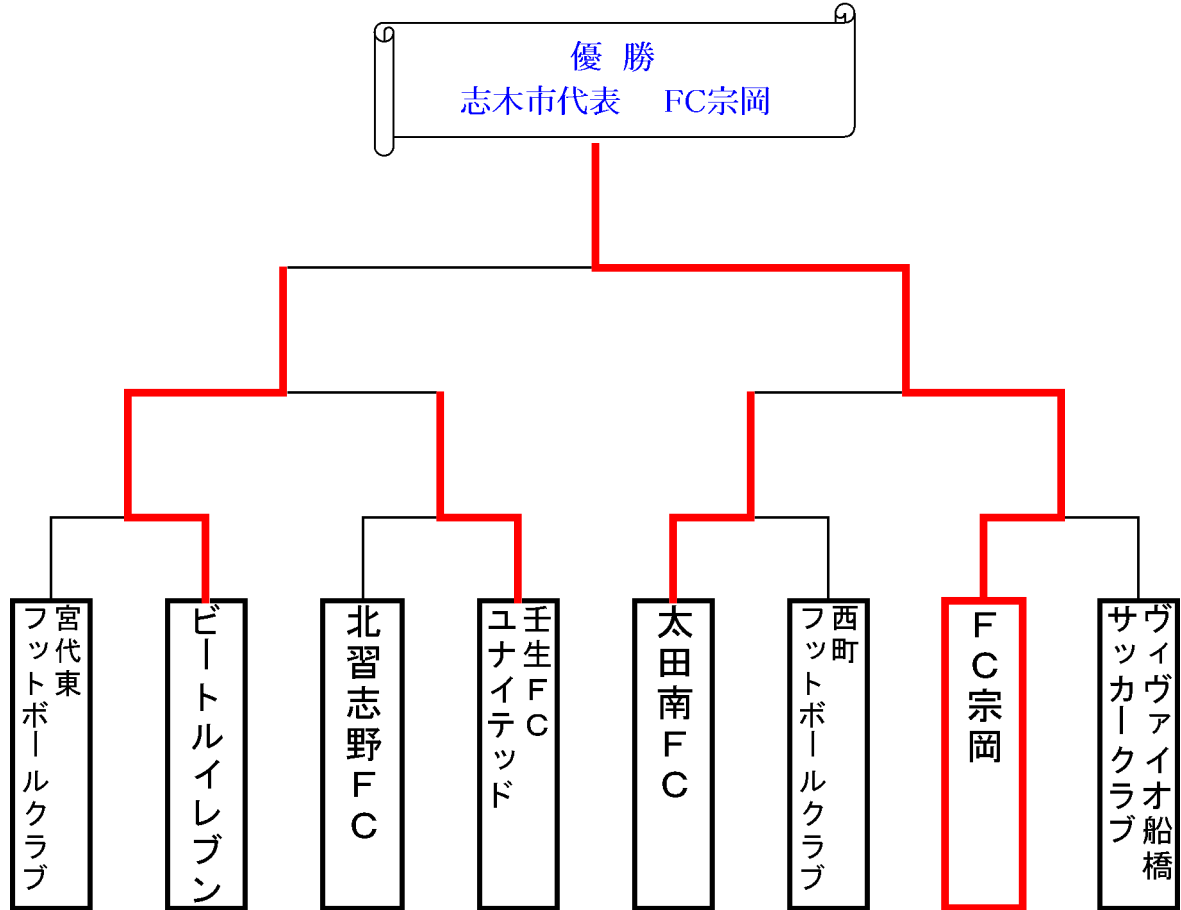 優 勝
志木市代表 FC宗岡
宮代東
フットボールクラブ
ビートルイレブン
北習志野FC
壬生FC
ユナイテッド
太田南FC
西町
フットボールクラブ
FC宗岡
ヴィヴァイオ船橋
サッカークラブ